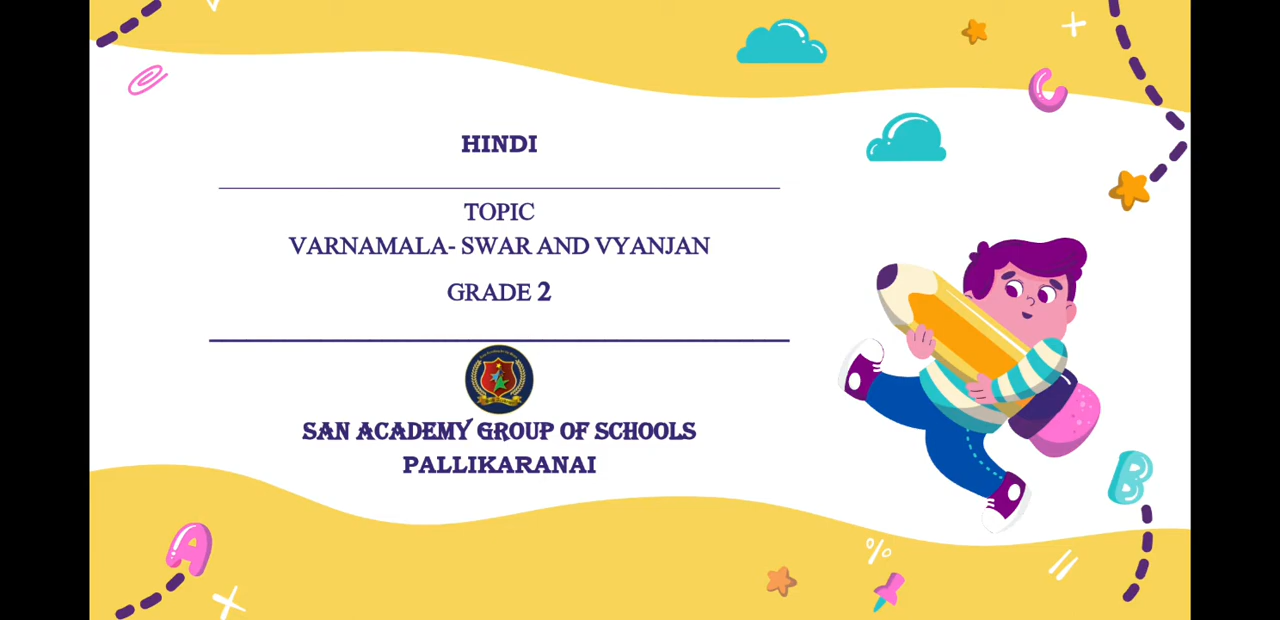 HINDI
TOPIC
VARNAMALA- SWAR AND VYANJAN
GRADE 2
SAN ACADEMY GROUP OF SCHOOLS
PALLIKARANAI
C
B
A
%